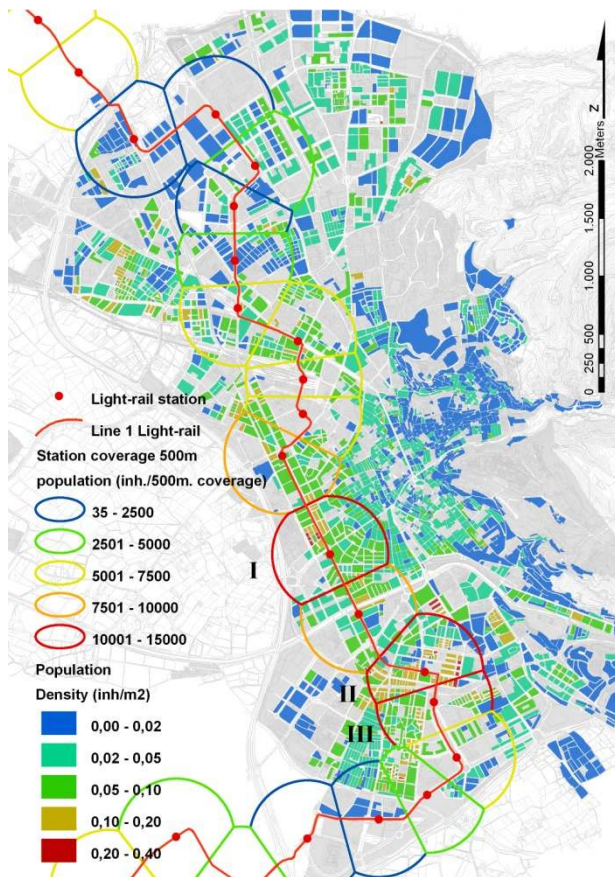 Z
Meters
2.000
1.500
1.000
500
250
0
Light-rail station
Line 1 Light-rail
Station coverage 500m
population (inh./500m. coverage)
35 - 2500
2501 - 5000
5001 - 7500
7501 - 10000
10001 - 15000
I
II
III
Population
Density (inh/m2)
0,00 - 0,02
0,02 - 0,05
0,05 - 0,10
0,10 - 0,20
0,20 - 0,40